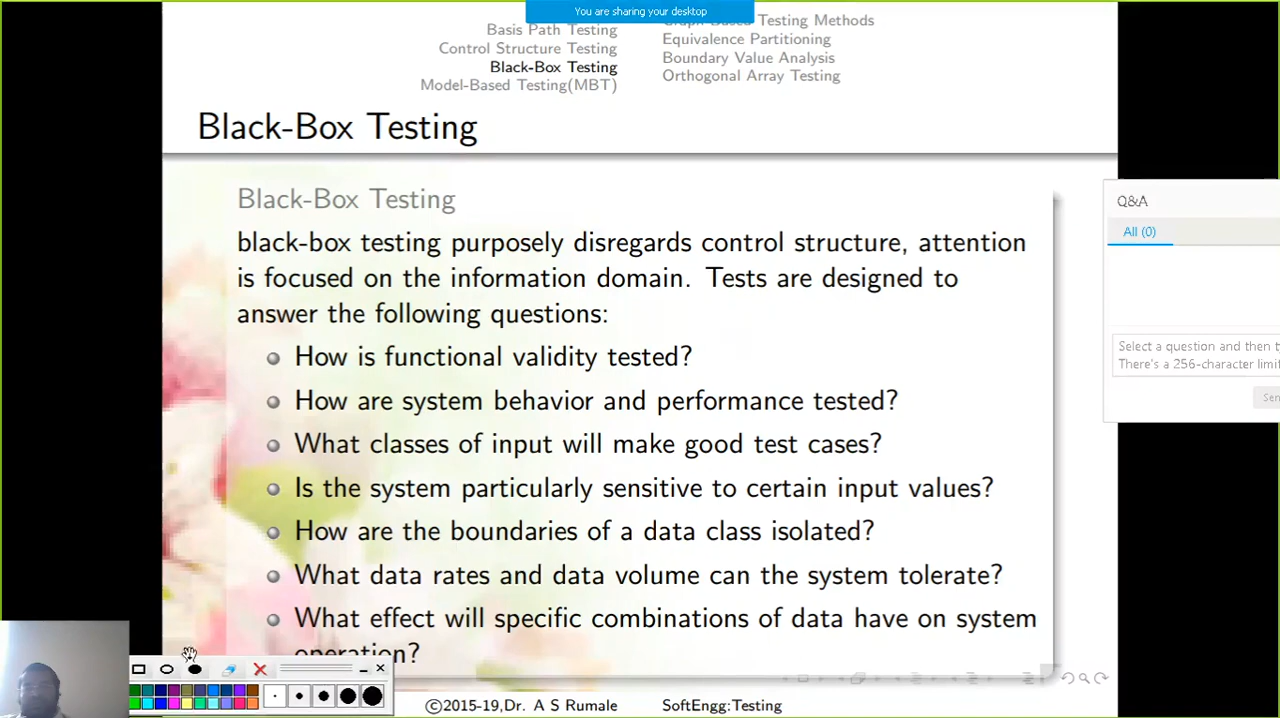 You are sharing your desktop
Basis Path Testing
Control Structure Testing
Black-Box Testing
Model-Based Testing(MBT)
Graph-Based Testing Methods
Equivalence Partitioning
Boundary Value Analysis
Orthogonal Array Testing
Black-Box Testing
Black-Box Testing
black-box testing purposely disregards control structure, attention
is focused on the information domain. Tests are designed to
answer the following questions:
How is functional validity tested?
How are system behavior and performance tested?
What classes of input will make good test cases?
Is the system particularly sensitive to certain input values?
How are the boundaries of a data class isolated?
What data rates and data volume can the system tolerate?
What effect will specific combinations of data have on system
operation?
©2015-19,Dr. A S Rumale
SoftEngg:Testing
Q&A
All (0)
Select a question and then
There's a 256-character